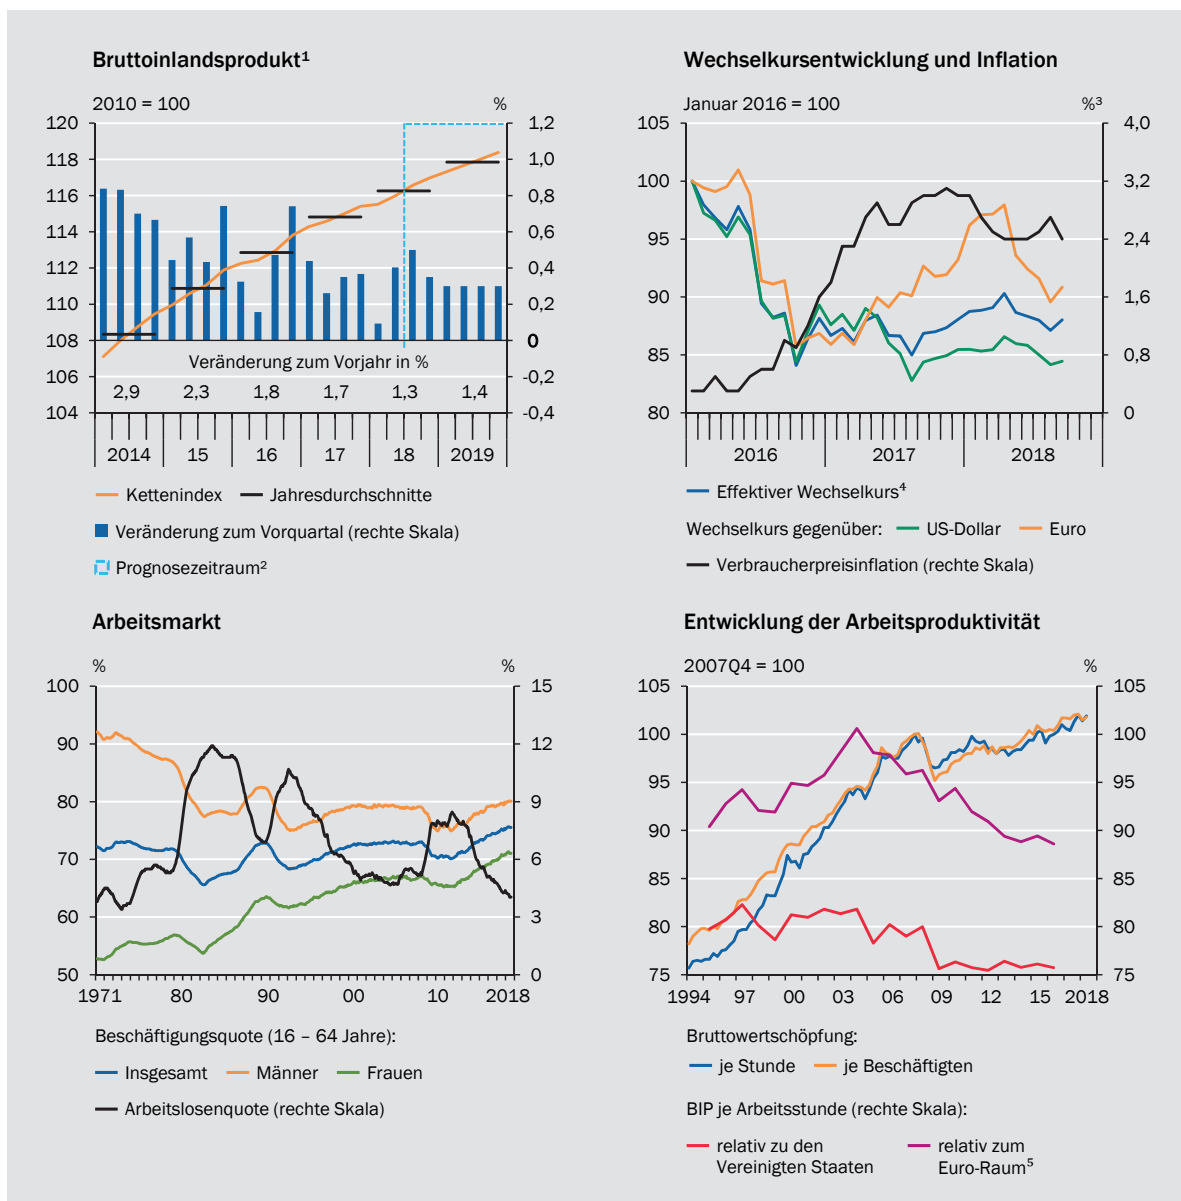 Bruttoinlandsprodukt¹
2010 = 100
%
120
118
116
114
112
110
108
106
104
1,2
1,0
0,8
0,6
0,4
0,2
0
-0,2
-0,4
Veränderung zum Vorjahr in %
2,9 2,3 1,8 1,7 1,3 1,4
2014 15 16 17 18 2019
Kettenindex Jahresdurchschnitte
Veränderung zum Vorquartal (rechte Skala)
Prognosezeitraum²
Wechselkursentwicklung und Inflation
Januar 2016 = 100
%³
105
100
95
90
85
80
4,0
3,2
2,4
1,6
0,8
0
2016 2017 2018
Effektiver Wechselkurs⁴
Wechselkurs gegenüber: US-Dollar Euro
Verbraucherpreisinflation (rechte Skala)
Arbeitsmarkt
%
%
100
90
80
70
60
50
15
12
9
6
3
0
1971 80 90 00 10 2018
Beschäftigungsquote (16 – 64 Jahre):
Insgesamt Männer Frauen
Arbeitslosenquote (rechte Skala)
Entwicklung der Arbeitsproduktivität
2007Q4 = 100
%
105
100
95
90
85
80
75
105
100
95
90
85
80
75
1994 97 00 03 06 09 12 15 2018
Bruttowertschöpfung:
je Stunde je Beschäftigten
BIP je Arbeitsstunde (rechte Skala):
relativ zu den
Vereinigten Staaten
relativ zum
Euro-Raum⁵